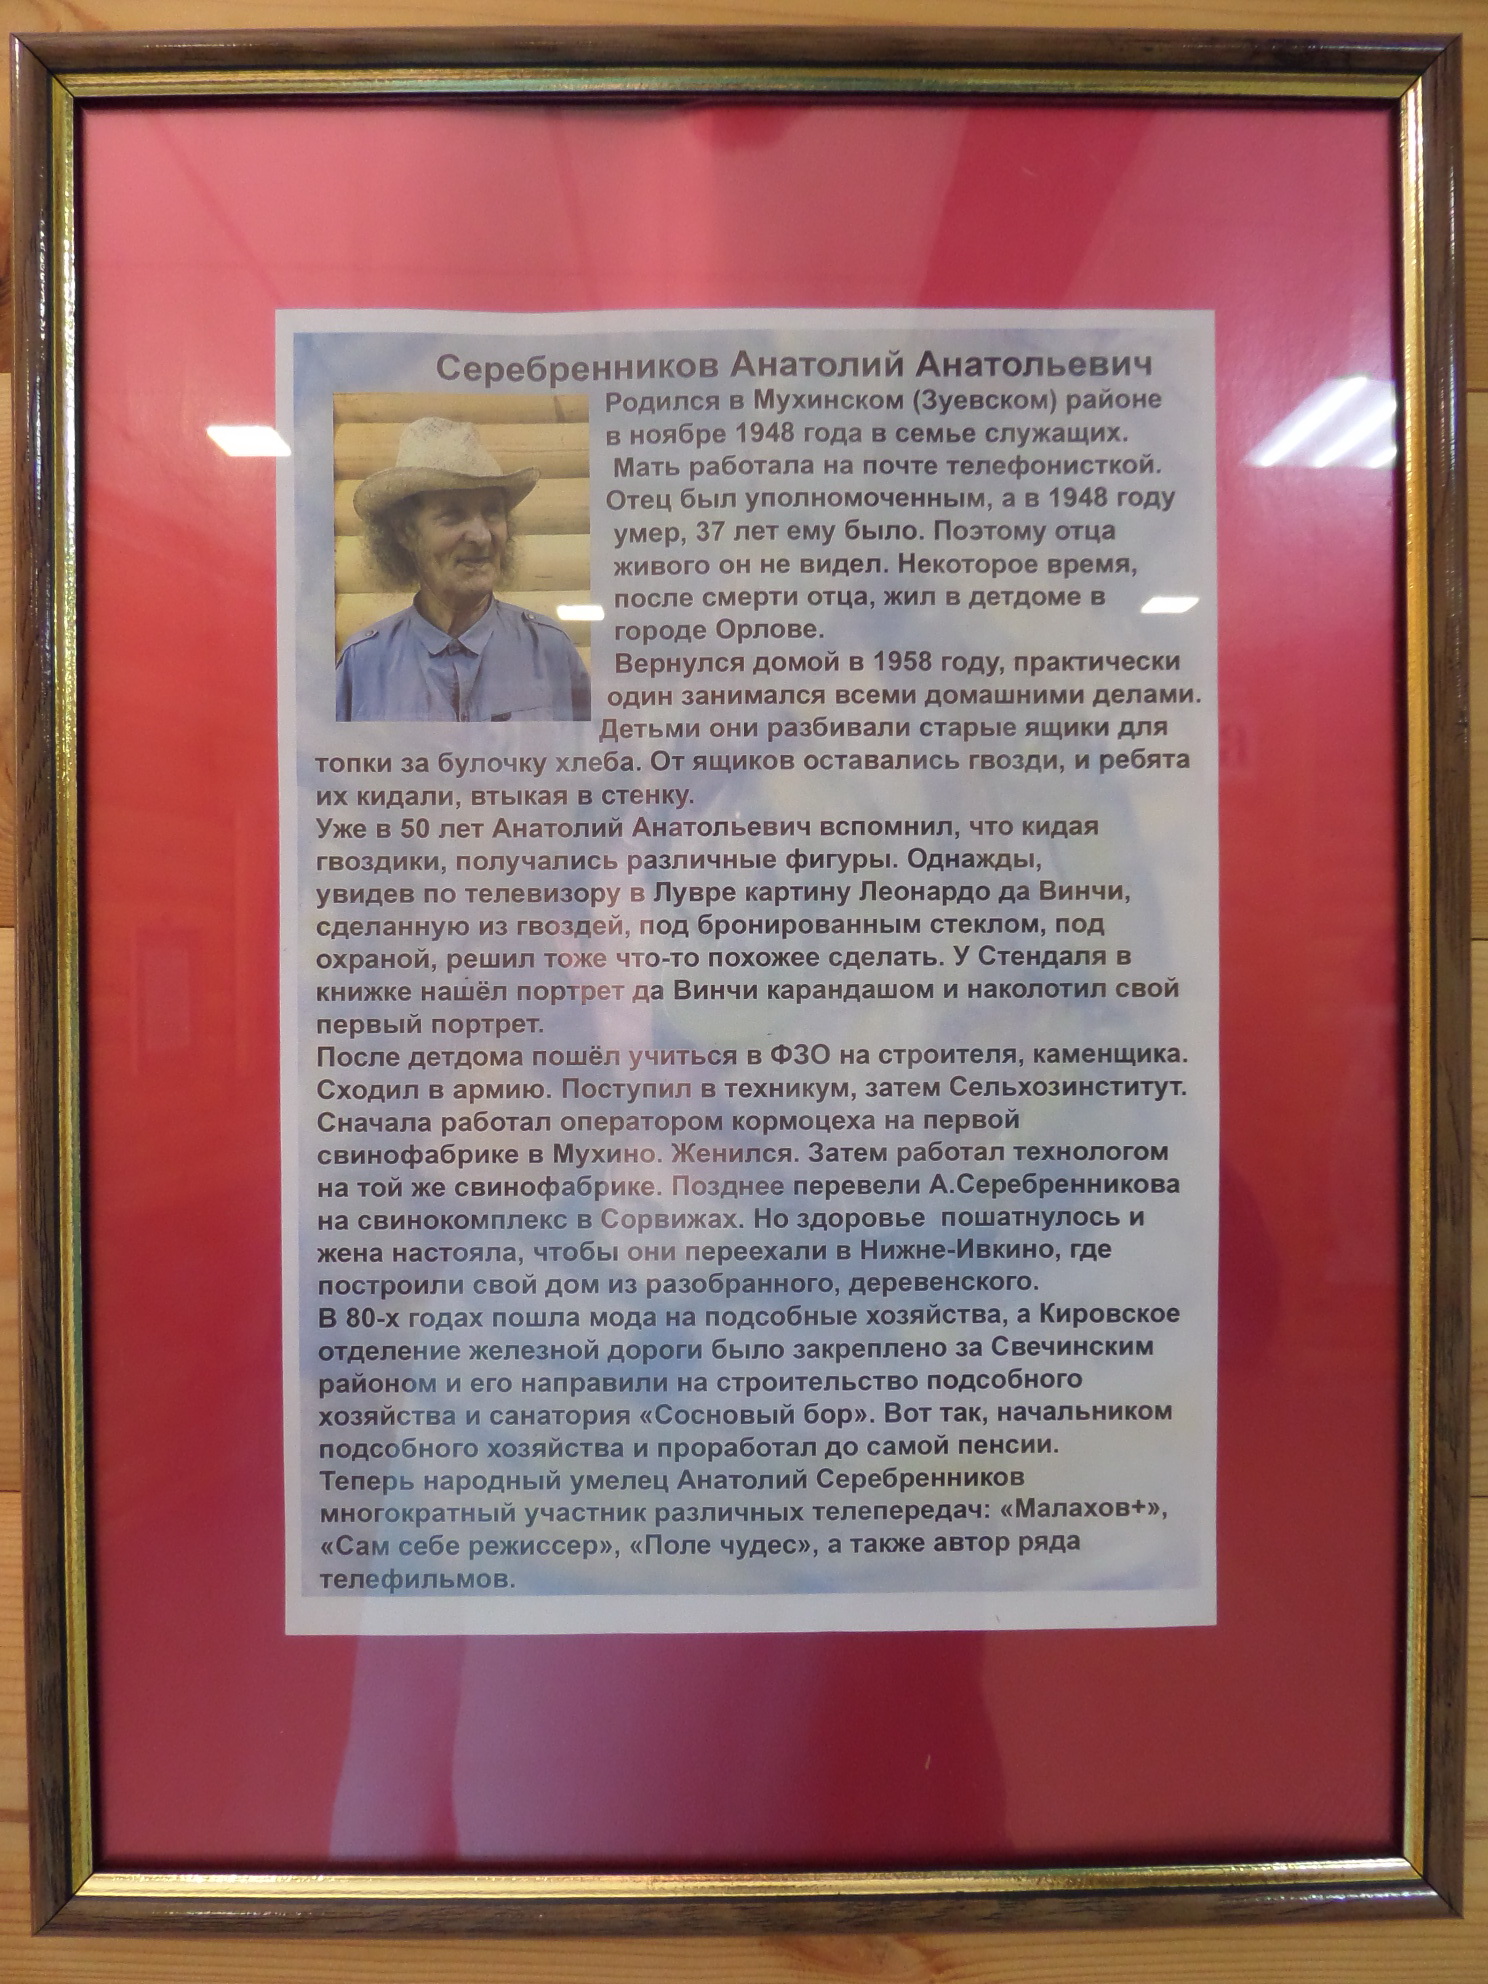 Серебренников Анатолий Анатольевич
Родился в Мухинском (Зуевском) районе
в ноябре 1948 года в семье служащих.
Мать работала на почте телефонисткой.
Отец был уполномоченным, а в 1948 году
умер, 37 лет ему было. Поэтому отца
живого он не видел. Некоторое время,
после смерти отца, жил в детдоме в
городе Орлове.
Вернулся домой в 1958 году, практически
один занимался всеми домашними делами.
Детьми они разбивали старые ящики для
топки за булочку хлеба. От ящиков оставались гвозди, и ребята
их кидали, втыкая в стенку.
Уже в 50 лет Анатолий Анатольевич вспомнил, что кидая
гвоздики, получались различные фигуры. Однажды,
увидев по телевизору в Лувре картину Леонардо да Винчи,
сделанную из гвоздей, под бронированным стеклом, под
охраной, решил тоже что-то похожее сделать. У Стендаля в
книжке нашёл портрет да Винчи карандашом и наколотил свой
первый портрет.
После детдома пошёл учиться в ФЗО на строителя, каменщика.
Сходил в армию. Поступил в техникум, затем Сельхозинститут.
Сначала работал оператором кормоцеха на первой
свинофабрике в Мухино. Женился. Затем работал технологом
на той же свинофабрике. Позднее перевели А.Серебренникова
на свинокомплекс в Сорвижах. Но здоровье пошатнулось и
жена настояла, чтобы они переехали в Нижне-Ивкино, где
построили свой дом из разобранного, деревенского.
В 80-х годах пошла мода на подсобные хозяйства, а Кировское
отделение железной дороги было закреплено за Свечинским
районом и его направили на строительство подсобного
хозяйства и санатория «Сосновый бор». Вот так, начальником
подсобного хозяйства и проработал до самой пенсии.
Теперь народный умелец Анатолий Серебренников
многократный участник различных телепередач: «Малахов+»,
«Сам себе режиссер», «Поле чудес», а также автор ряда
телефильмов.